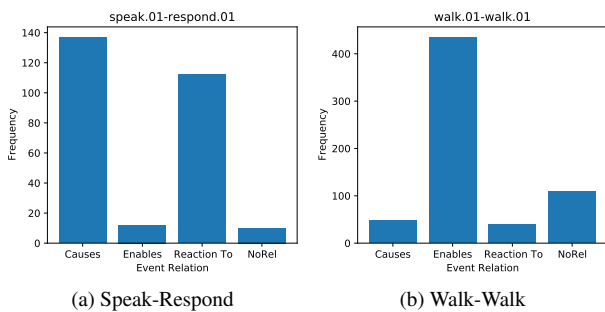 speak.01-respond.01
140
120
100
80
60
40
20
0
Frequency
Causes Enables Reaction To NoRel
Event Relation
(a) Speak-Respond
walk.01-walk.01
400
300
200
100
0
Frequency
Causes Enables Reaction To NoRel
Event Relation
(b) Walk-Walk